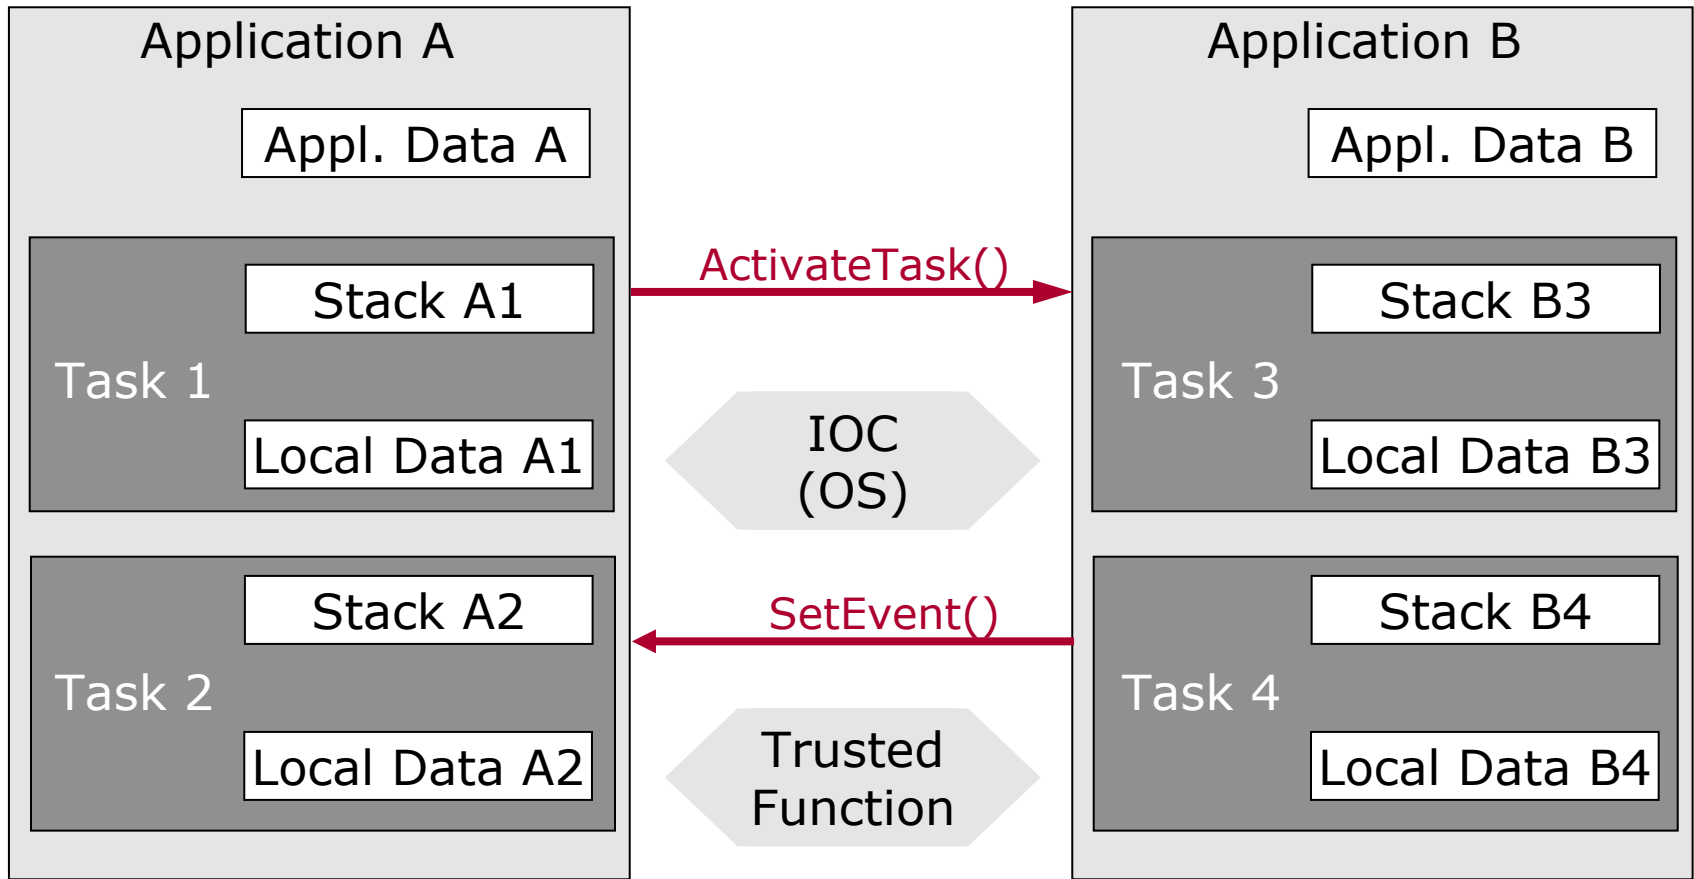 Application A
Appl. Data A
Stack A1
Task 1
Local Data A1
Stack A2
Task 2
Local Data A2
ActivateTask()
IOC
(OS)
SetEvent()
Trusted
Function
Application B
Appl. Data B
Stack B3
Task 3
Local Data B3
Stack B4
Task 4
Local Data B4